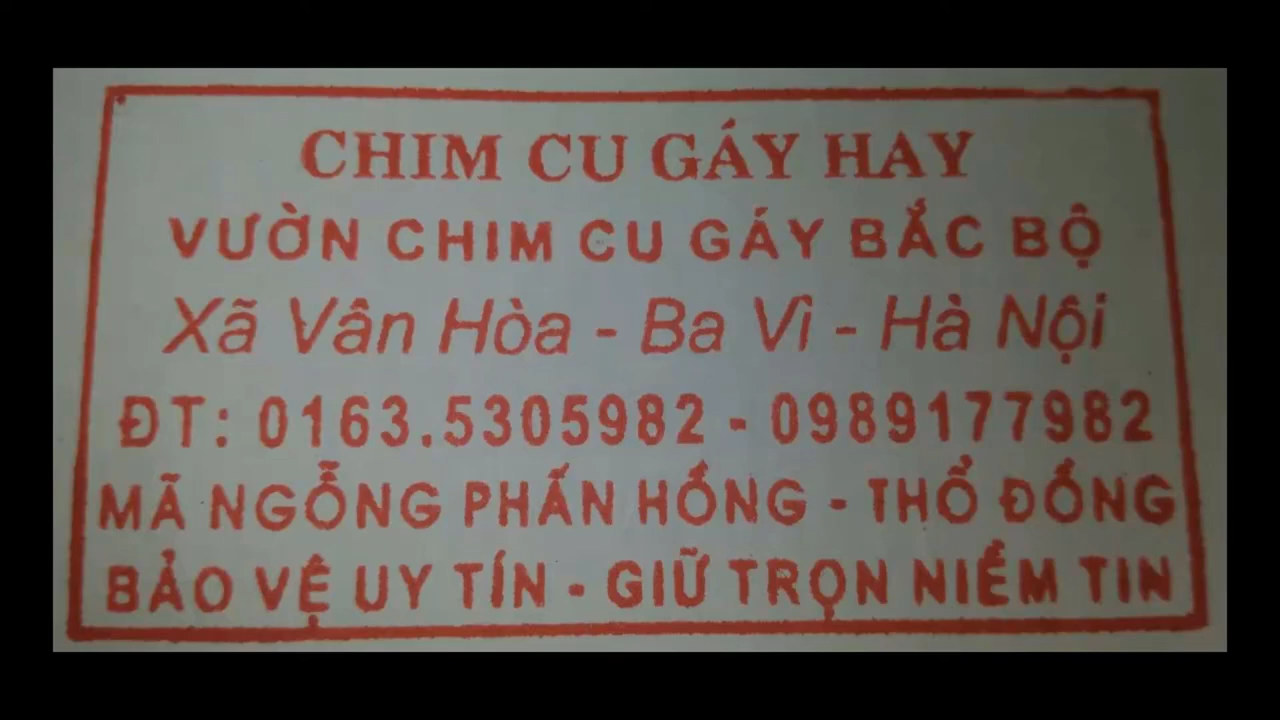 CHIM CU GÁY HAY
VƯỜN CHIM CU GÁY BẮC BỘ
Xã Vân Hòa - Ba Vì - Hà Nội
ĐT: 0163.5305982 - 0989177982
MÃ NGỖNG PHẤN HỒNG - THỔ ĐỒNG
BẢO VỆ UY TÍN - GIỮ TRỌN NIỀM TIN